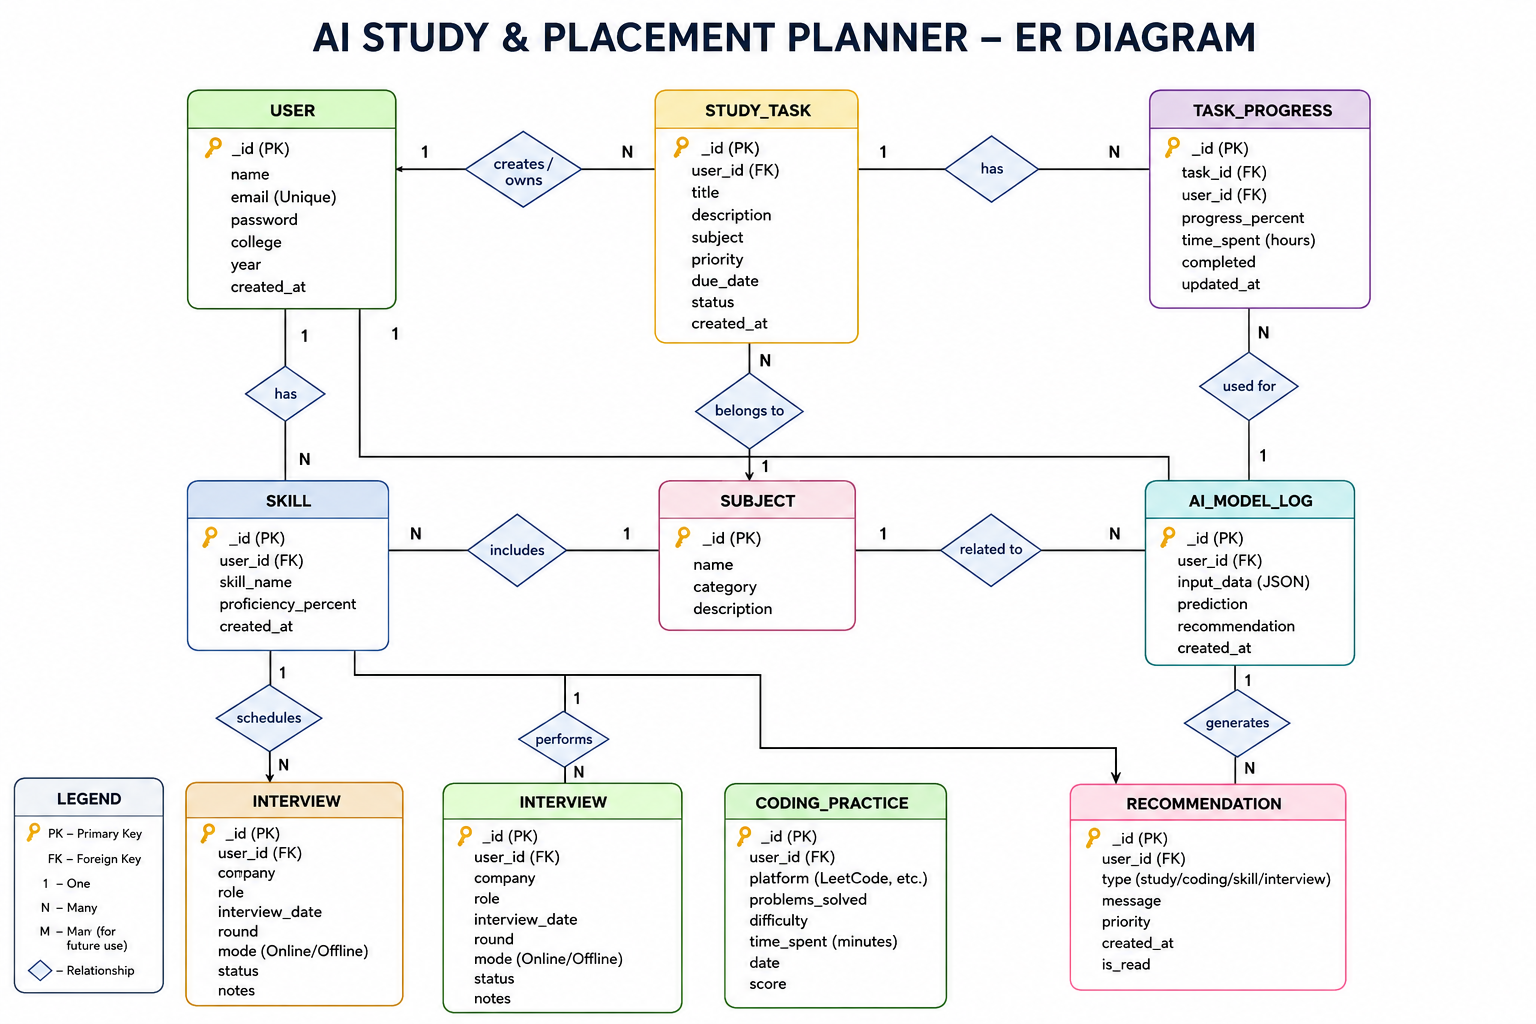 AI STUDY & PLACEMENT PLANNER – ER DIAGRAM
USER
_id (PK)
name
email (Unique)
password
college
year
created_at
1
creates /
owns
N
STUDY_TASK
_id (PK)
user_id (FK)
title
description
subject
priority
due_date
status
created_at
1
has
N
TASK_PROGRESS
_id (PK)
task_id (FK)
user_id (FK)
progress_percent
time_spent (hours)
completed
updated_at
1
has
N
1
N
belongs to
1
N
used for
1
SKILL
_id (PK)
user_id (FK)
skill_name
proficiency_percent
created_at
N
includes
1
SUBJECT
_id (PK)
name
category
description
1
related to
N
AI_MODEL_LOG
_id (PK)
user_id (FK)
input_data (JSON)
prediction
recommendation
created_at
1
schedules
N
1
performs
N
1
generates
N
LEGEND
PK – Primary Key
FK – Foreign Key
1 – One
N – Many
M – (for
future use)
– Relationship
INTERVIEW
_id (PK)
user_id (FK)
company
role
interview_date
round
mode (Online/Offline)
status
notes
INTERVIEW
_id (PK)
user_id (FK)
company
role
interview_date
round
mode (Online/Offline)
status
notes
CODING_PRACTICE
_id (PK)
user_id (FK)
platform (LeetCode, etc.)
problems_solved
difficulty
time_spent (minutes)
date
score
RECOMMENDATION
_id (PK)
user_id (FK)
type (study/coding/skill/interview)
message
priority
created_at
is_read